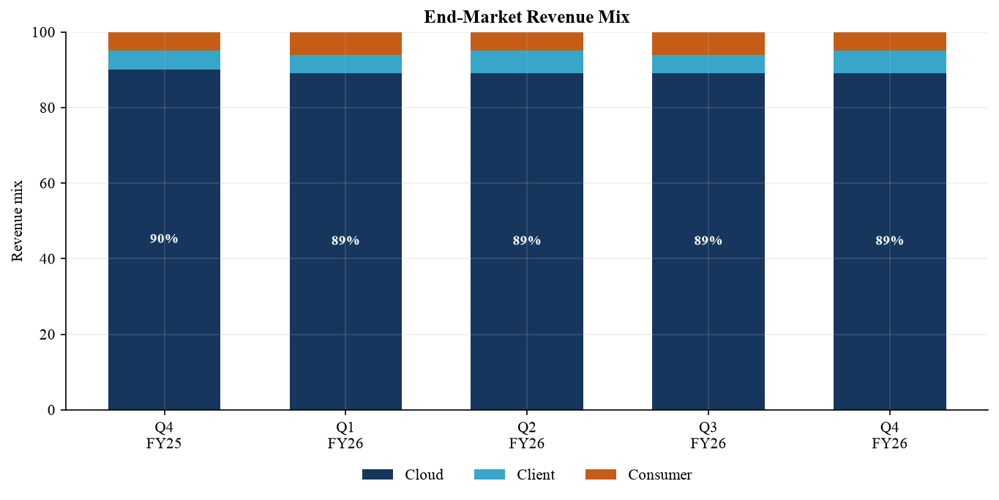 End-Market Revenue Mix
Revenue mix
100
80
60
40
20
0
90%
89%
89%
89%
89%
Q4
FY25
Q1
FY26
Q2
FY26
Q3
FY26
Q4
FY26
Cloud
Client
Consumer